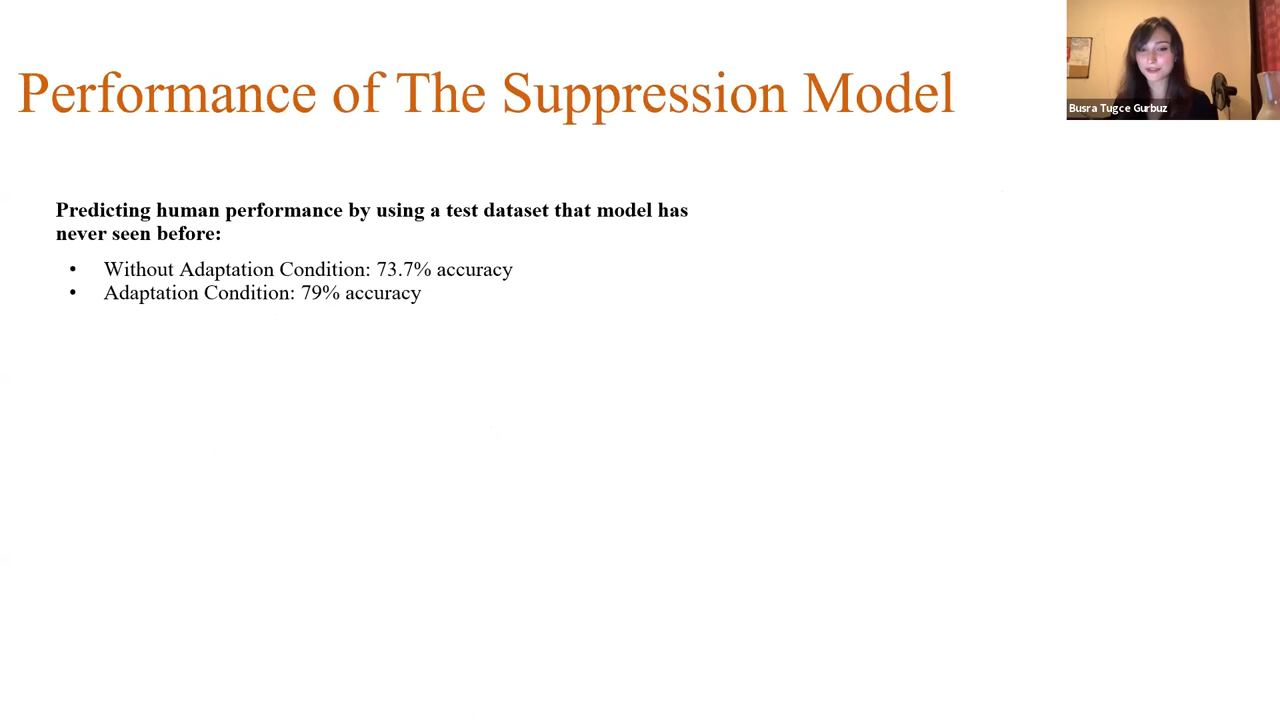 Performance of The Suppression Model
Busra Tugce Gurbuz
Predicting human performance by using a test dataset that model has
never seen before:
• Without Adaptation Condition: 73.7% accuracy
• Adaptation Condition: 79% accuracy